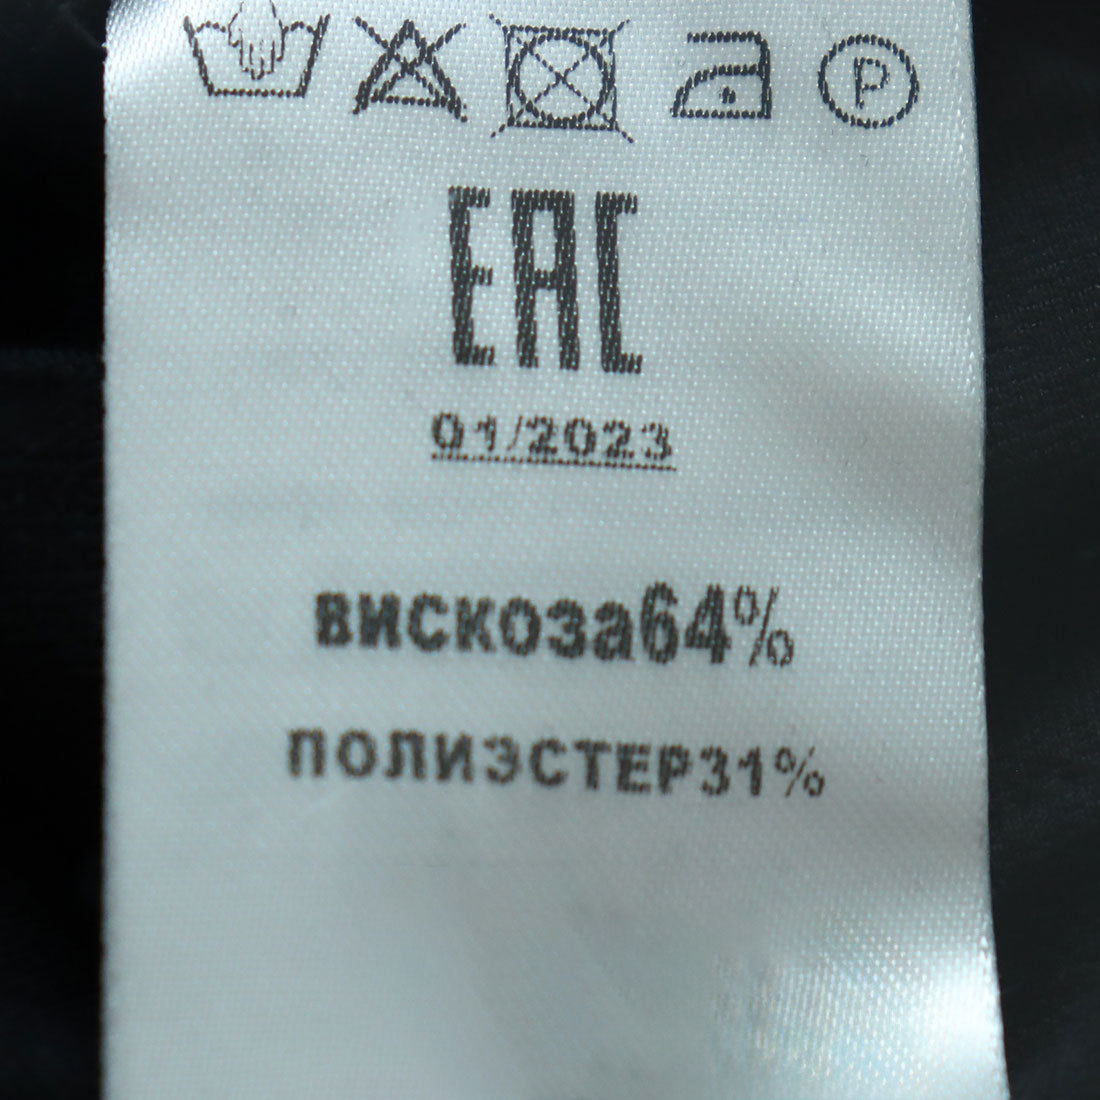 P
EAC
01/2023
вискоза64%
ПОЛИЭСТЕР31%